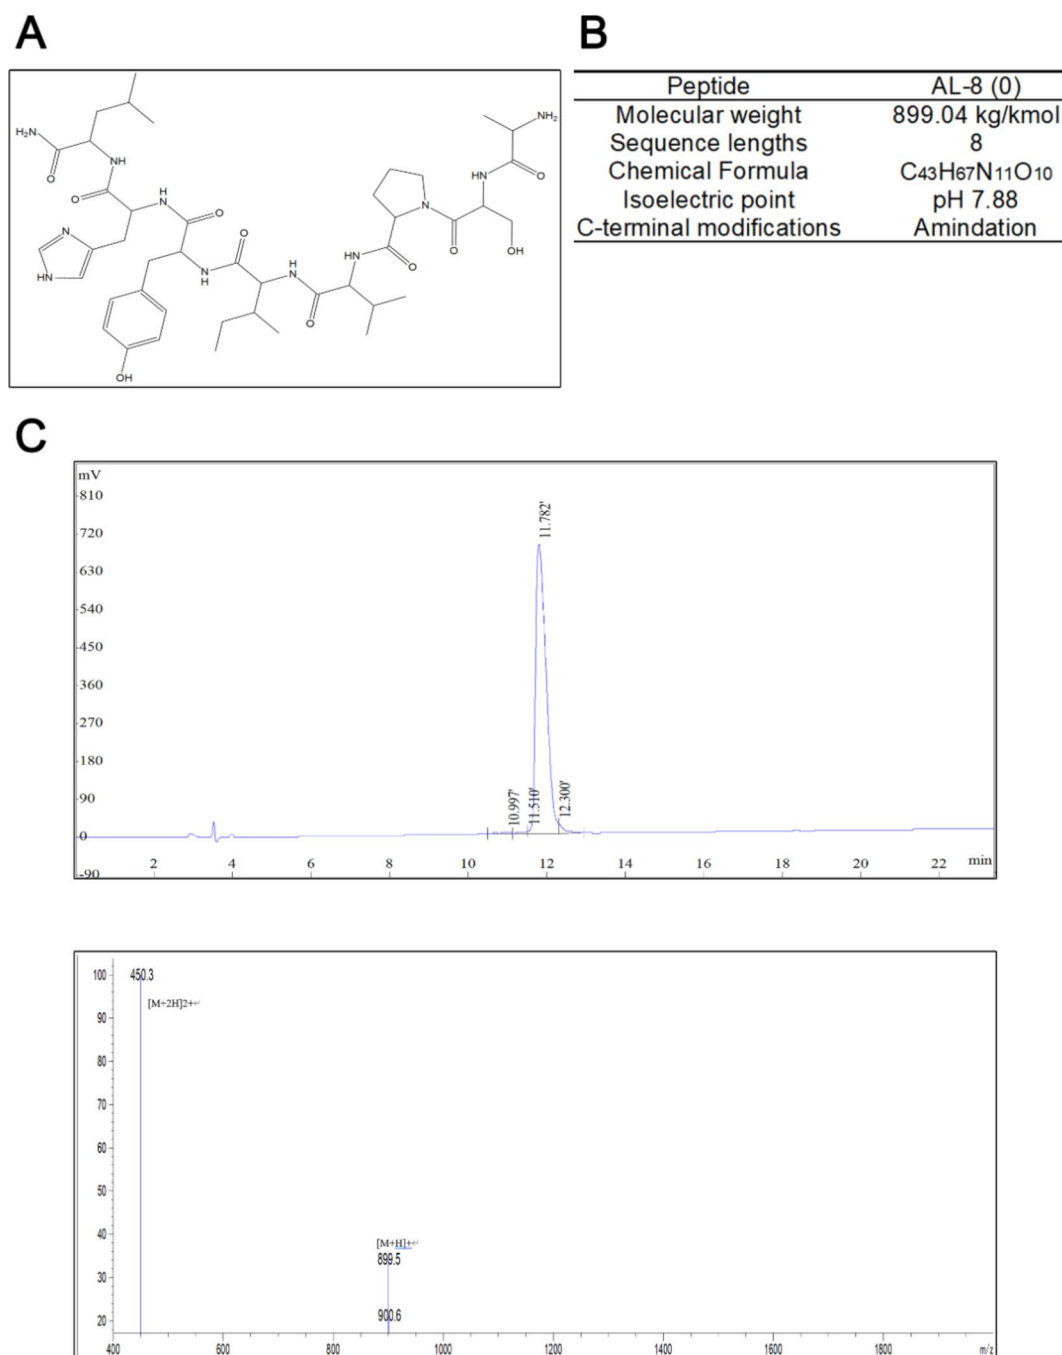 A
B
H₂N
O
NH
O
NH
O
N
HN
N
H
O
H
N
O
NH
O
N
O
NH
OH
O
NH₂
OH
Peptide AL-8 (0)
Molecular weight 899.04 kg/kmol
Sequence lengths 8
Chemical Formula C43H67N11O10
Isoelectric point pH 7.88
C-terminal modifications Amindation
C
mV
810
720
630
540
450
360
270
180
90
0
-90
10.997'
11.510'
11.782'
12.300'
2 4 6 8 10 12 14 16 18 20 22 min
100
90
80
70
60
50
40
30
20
450.3
[M+2H]2+↵
[M+H]+↵
899.5
900.6
400 600 800 1000 1200 1400 1600 1800 m/z